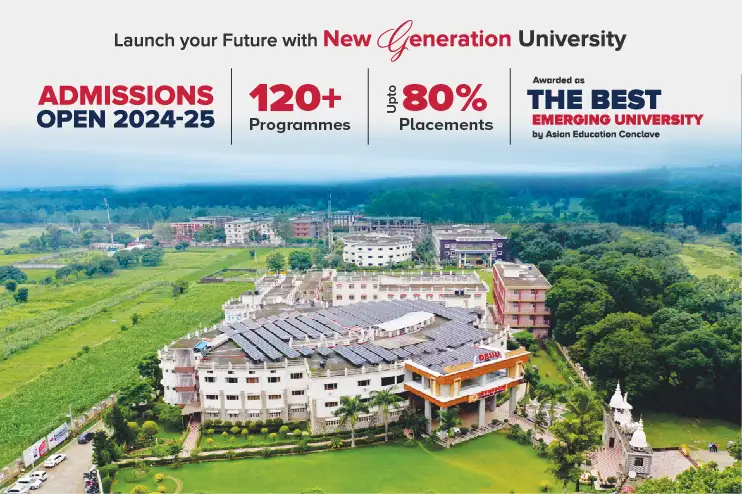 Launch your Future with New Generation University
ADMISSIONS
OPEN 2024-25
120+
Programmes
Upto 80%
Placements
Awarded as
THE BEST
EMERGING UNIVERSITY
by Asian Education Conclave
DBUU